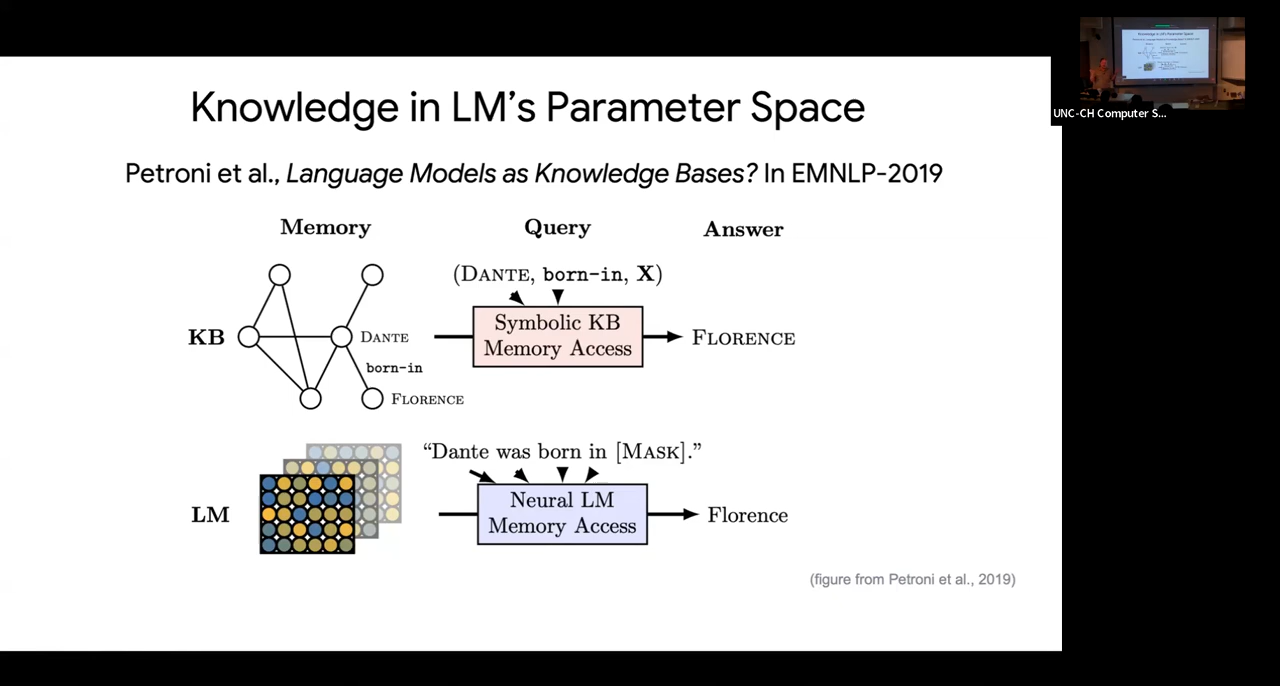 Knowledge in LM's Parameter Space
Petroni et al., Language Models as Knowledge Bases? In EMNLP-2019
Memory Query Answer
(DANTE, born-in, X)
KB
DANTE
born-in
FLORENCE
Symbolic KB
Memory Access
FLORENCE
"Dante was born in [MASK]."
LM
Neural LM
Memory Access
Florence
(figure from Petroni et al., 2019)
UNC-CH Computer S...